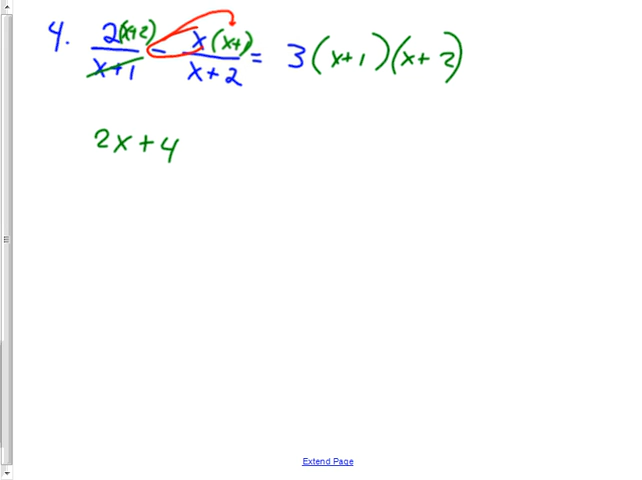 4. 2(x+2)/x+1 - x(x+1)/x+2 = 3(x+1)(x+2)
2x+4
Extend Page